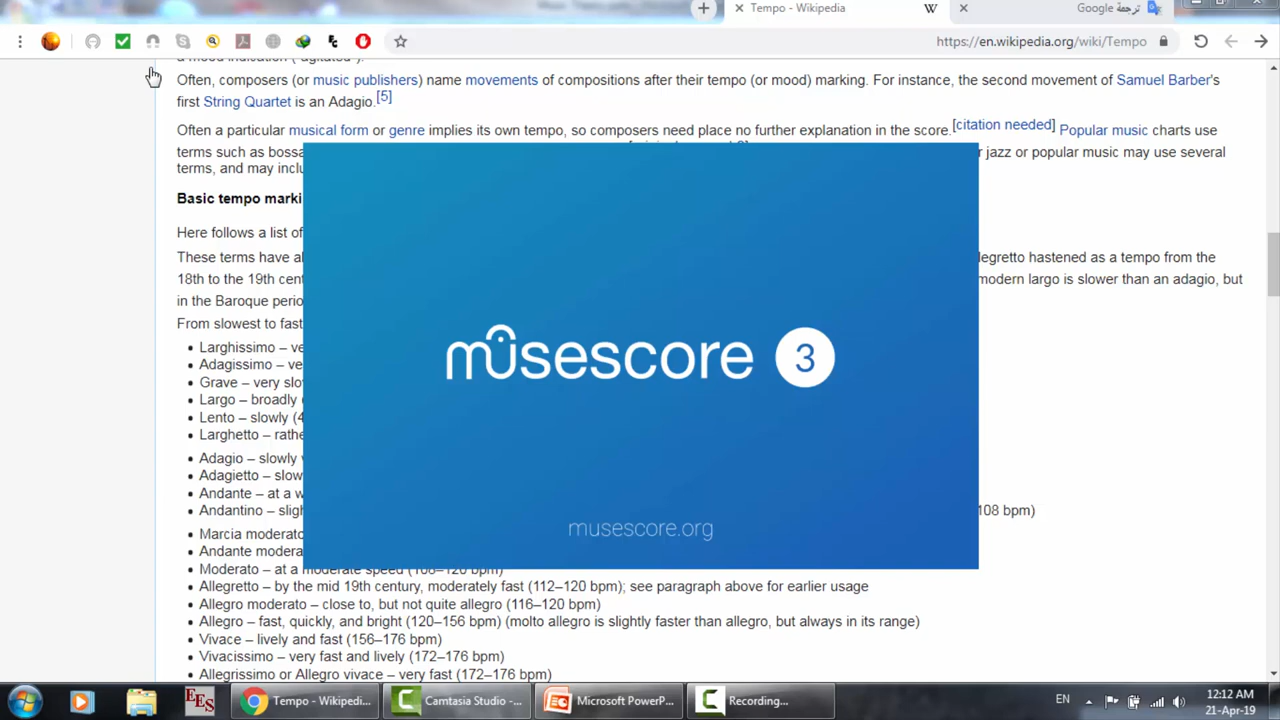 Tempo - Wikipedia
ترجمة Google
https://en.wikipedia.org/wiki/Tempo
a mood indication ("agitated").
Often, composers (or music publishers) name movements of compositions after their tempo (or mood) marking. For instance, the second movement of Samuel Barber's
first String Quartet is an Adagio.[5]
Often a particular musical form or genre implies its own tempo, so composers need place no further explanation in the score.[citation needed] Popular music charts use
terms such as bossa r jazz or popular music may use several
terms, and may inclu
Basic tempo marki
Here follows a list of
These terms have al legretto hastened as a tempo from the
18th to the 19th cent modern largo is slower than an adagio, but
in the Baroque perio
From slowest to fast
Larghissimo – ve
Adagissimo – ve
Grave – very slo
Largo – broadly
Lento – slowly (4
Larghetto – rathe
Adagio – slowly
Adagietto – slow
Andante – at a w
Andantino – sligh 108 bpm)
Marcia moderato
Andante modera
Moderato – at a moderate speed (108–120 bpm)
Allegretto – by the mid 19th century, moderately fast (112–120 bpm); see paragraph above for earlier usage
Allegro moderato – close to, but not quite allegro (116–120 bpm)
Allegro – fast, quickly, and bright (120–156 bpm) (molto allegro is slightly faster than allegro, but always in its range)
Vivace – lively and fast (156–176 bpm)
Vivacissimo – very fast and lively (172–176 bpm)
Allegrissimo or Allegro vivace – very fast (172–176 bpm)
musescore 3
musescore.org
EES
Tempo - Wikipedi...
Camtasia Studio -...
Microsoft PowerP...
Recording...
EN
12:12 AM
21-Apr-19